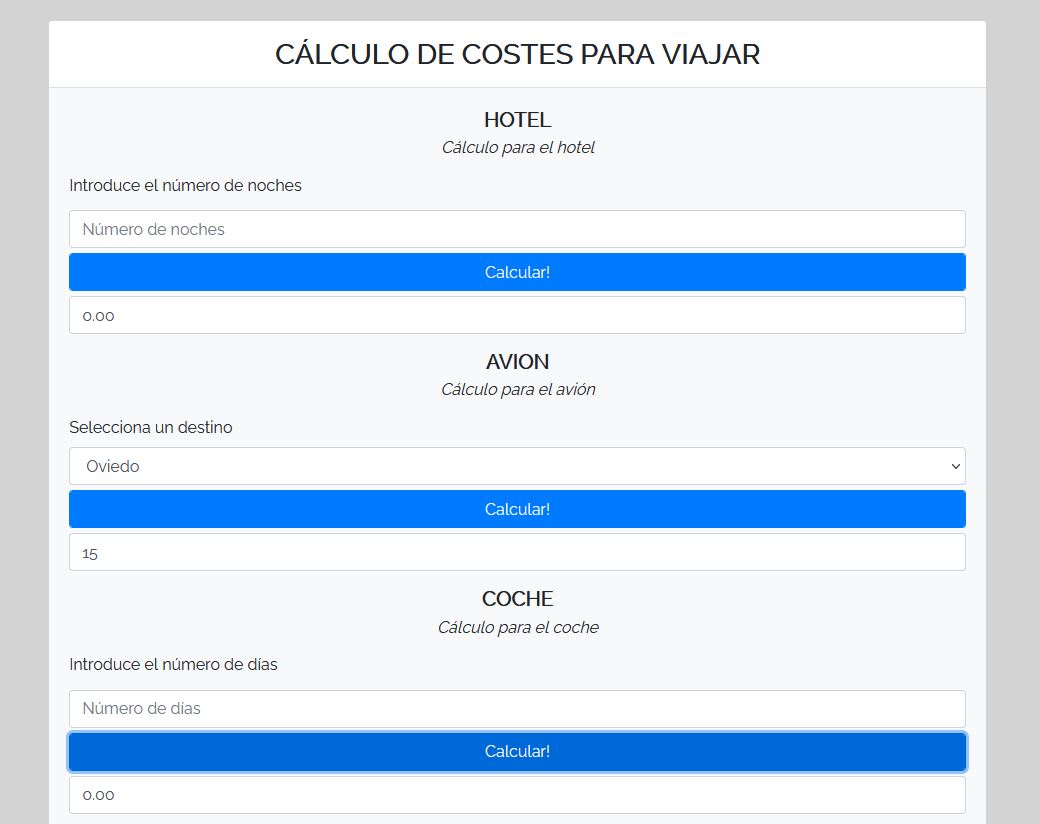 CÁLCULO DE COSTES PARA VIAJAR
HOTEL
Cálculo para el hotel
Introduce el número de noches
Número de noches
Calcular!
0.00
AVION
Cálculo para el avión
Selecciona un destino
Oviedo
Calcular!
15
COCHE
Cálculo para el coche
Introduce el número de días
Número de días
Calcular!
0.00